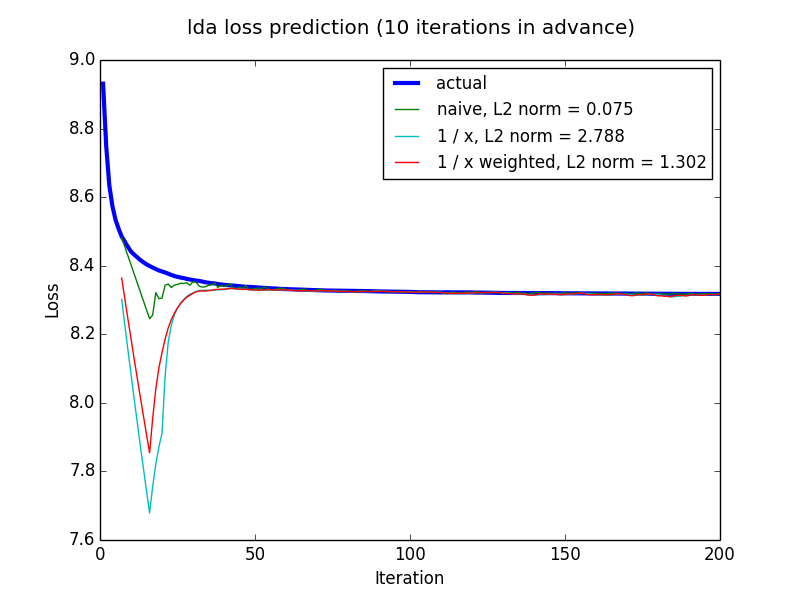 lda loss prediction (10 iterations in advance)
9.0
8.8
8.6
8.4
8.2
8.0
7.8
7.6
Loss
actual
naive, L2 norm = 0.075
1 / x, L2 norm = 2.788
1 / x weighted, L2 norm = 1.302
0 50 100 150 200
Iteration